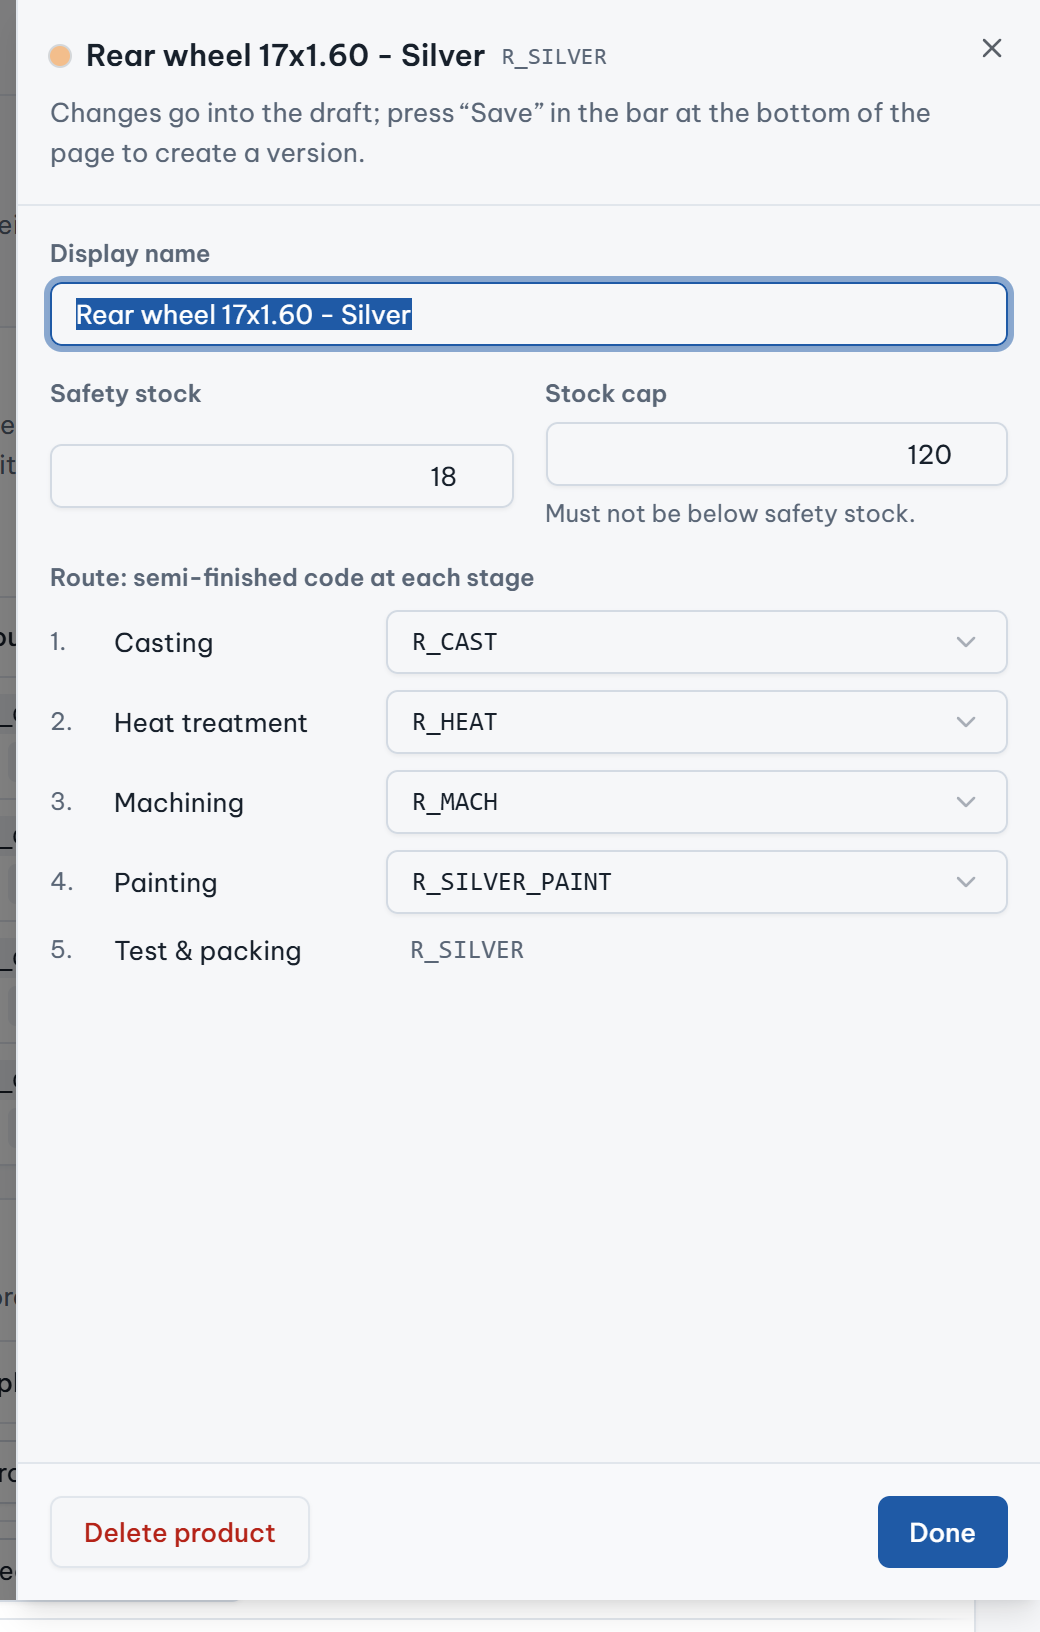 Rear wheel 17x1.60 - Silver R_SILVER
Changes go into the draft; press “Save” in the bar at the bottom of the
page to create a version.
Display name
Rear wheel 17x1.60 - Silver
Safety stock
Stock cap
18
120
Must not be below safety stock.
Route: semi-finished code at each stage
1. Casting R_CAST
2. Heat treatment R_HEAT
3. Machining R_MACH
4. Painting R_SILVER_PAINT
5. Test & packing R_SILVER
Delete product
Done